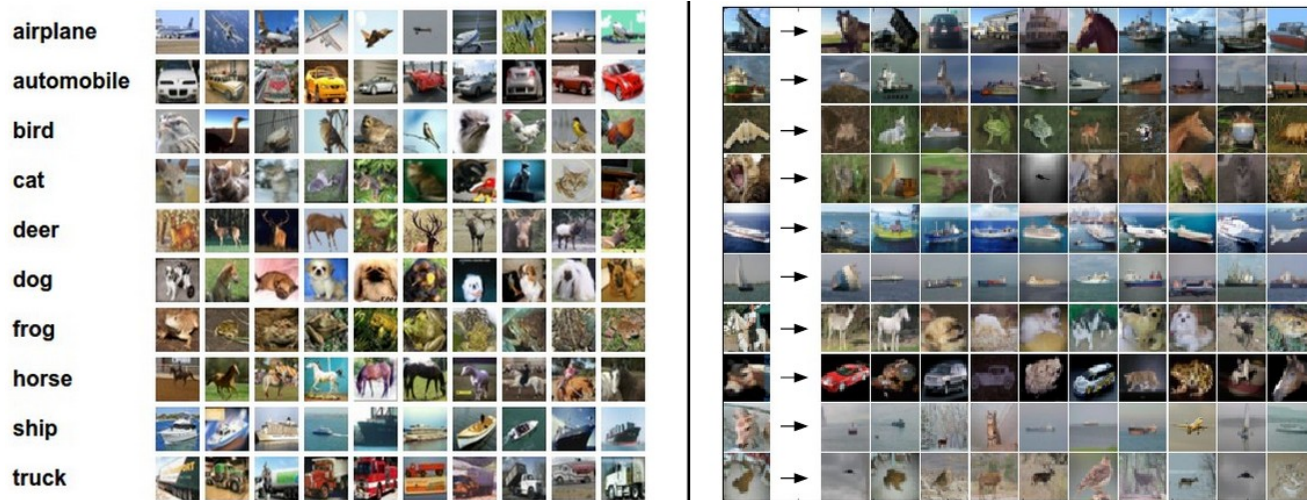 airplane
automobile
bird
cat
deer
dog
frog
horse
ship
truck